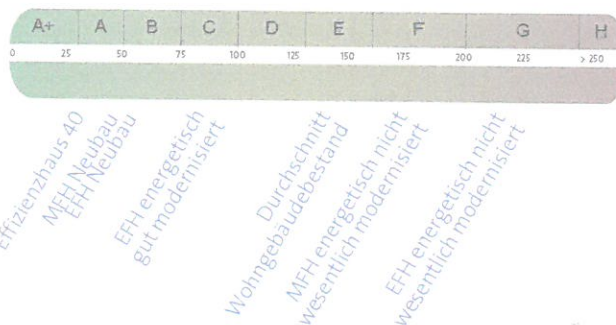 A+ A B C D E F G H
0 25 50 75 100 125 150 175 200 225 > 250
Effizienzhaus 40
MFH Neubau
EFH Neubau
EFH energetisch
gut modernisiert
Durchschnitt
Wohngebäudebestand
MFH energetisch nicht
wesentlich modernisiert
EFH energetisch nicht
wesentlich modernisiert